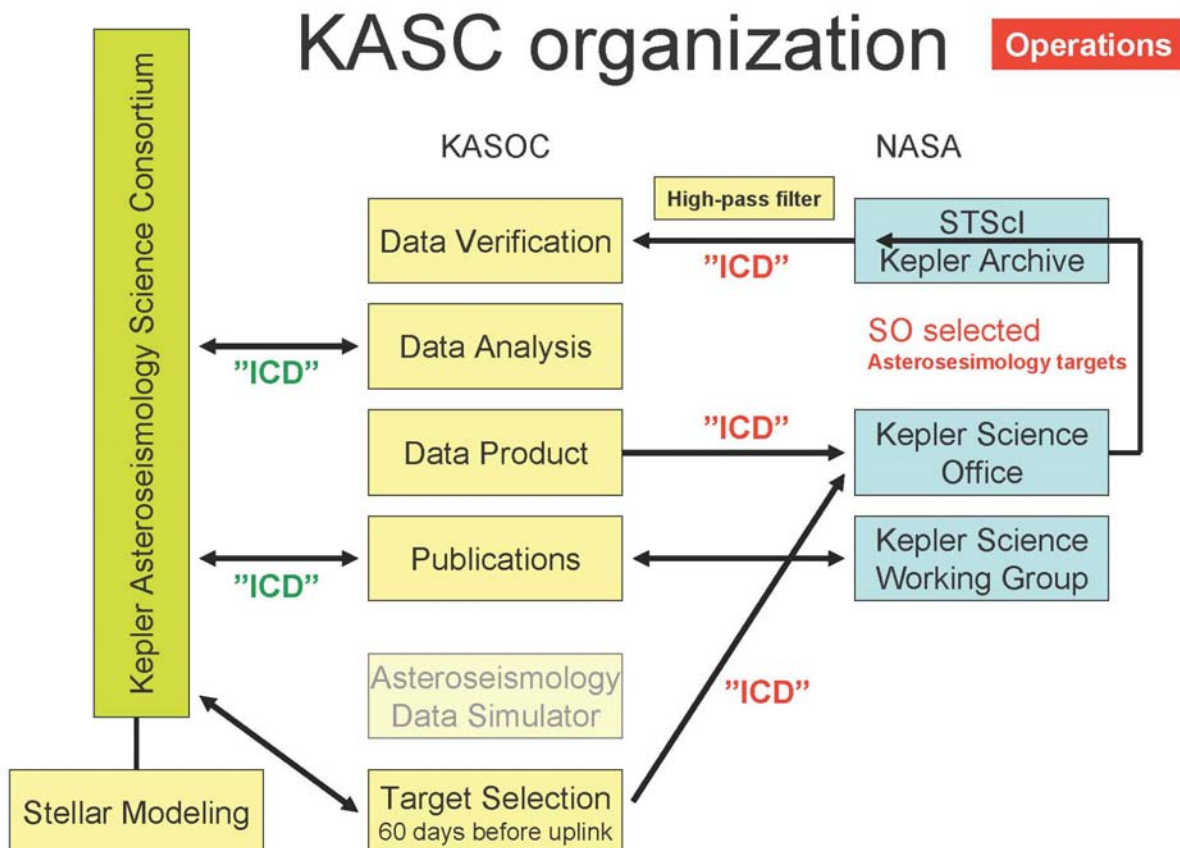 KASC organization
Operations
Kepler Asteroseismology Science Consortium
KASOC
NASA
High-pass filter
Data Verification
"ICD"
STScI
Kepler Archive
Data Analysis
"ICD"
SO selected
Asterosesimology targets
Data Product
"ICD"
Kepler Science
Office
Publications
"ICD"
Kepler Science
Working Group
Asteroseismology
Data Simulator
"ICD"
Stellar Modeling
Target Selection
60 days before uplink